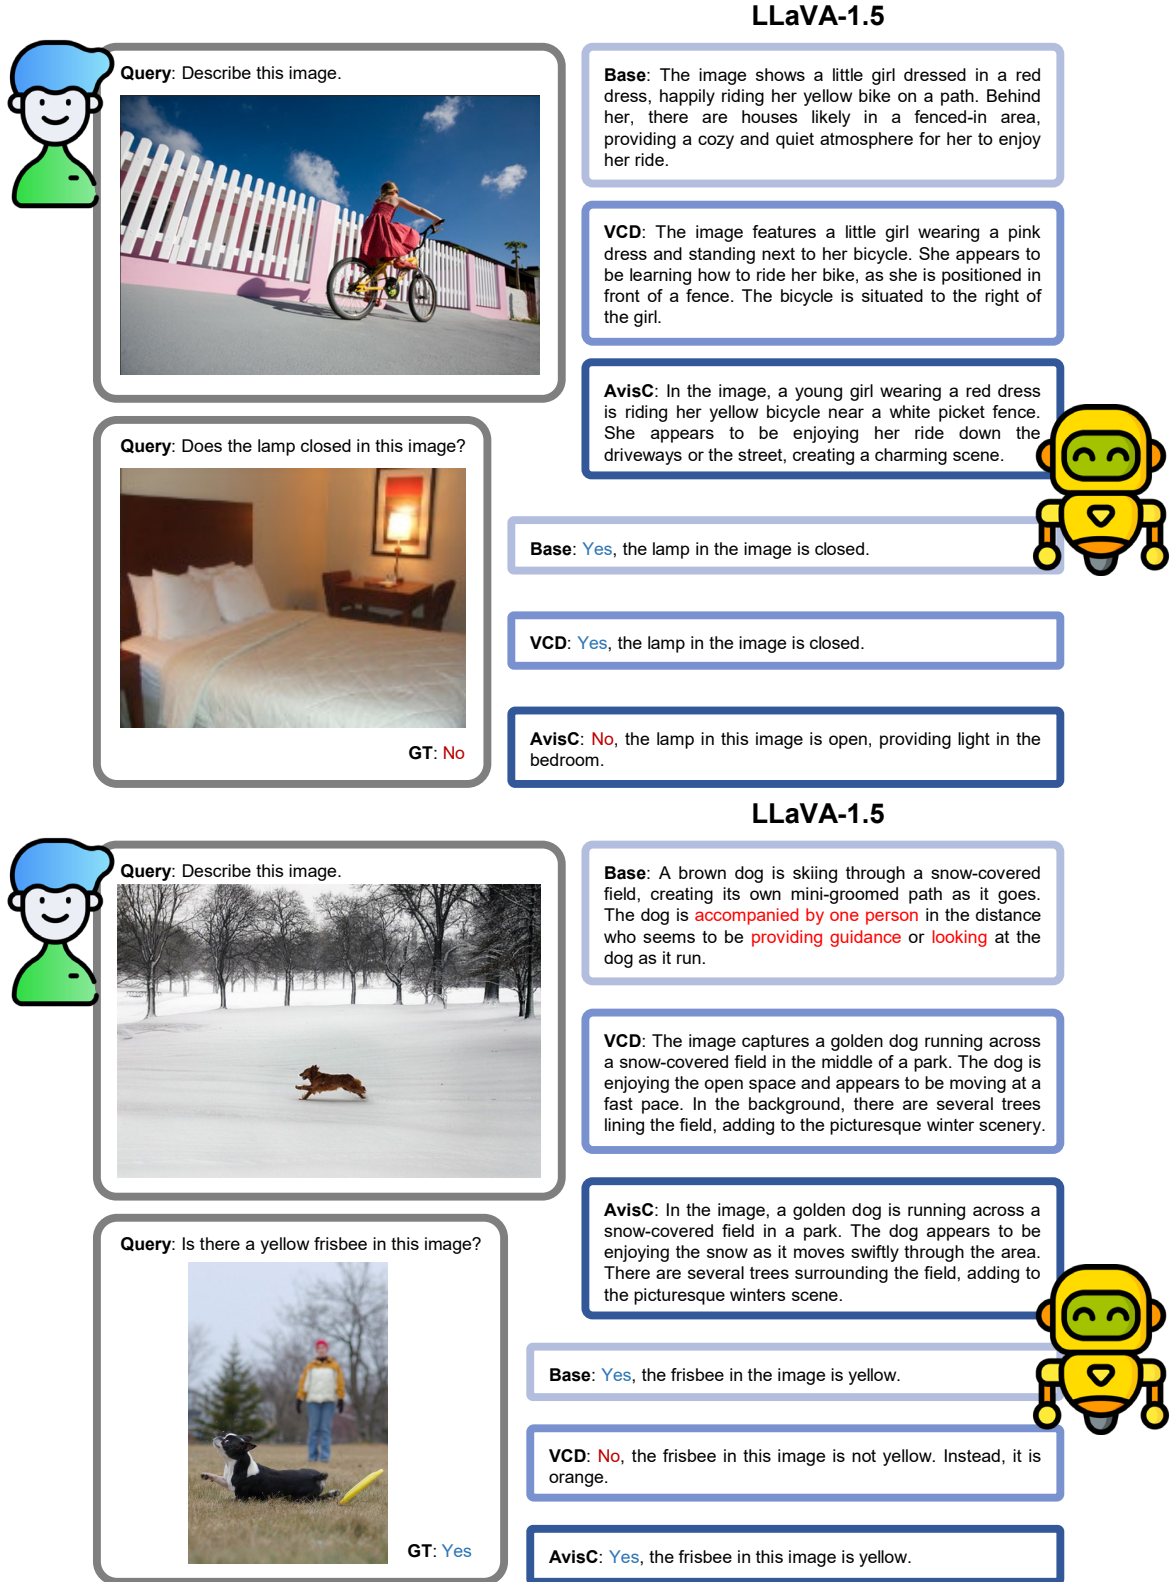 LLaVA-1.5
Query: Describe this image.
Base: The image shows a little girl dressed in a red
dress, happily riding her yellow bike on a path. Behind
her, there are houses likely in a fenced-in area,
providing a cozy and quiet atmosphere for her to enjoy
her ride.
VCD: The image features a little girl wearing a pink
dress and standing next to her bicycle. She appears to
be learning how to ride her bike, as she is positioned in
front of a fence. The bicycle is situated to the right of
the girl.
AvisC: In the image, a young girl wearing a red dress
is riding her yellow bicycle near a white picket fence.
She appears to be enjoying her ride down the
driveways or the street, creating a charming scene.
Query: Does the lamp closed in this image?
GT: No
Base: Yes, the lamp in the image is closed.
VCD: Yes, the lamp in the image is closed.
AvisC: No, the lamp in this image is open, providing light in the
bedroom.
LLaVA-1.5
Query: Describe this image.
Base: A brown dog is skiing through a snow-covered
field, creating its own mini-groomed path as it goes.
The dog is accompanied by one person in the distance
who seems to be providing guidance or looking at the
dog as it run.
VCD: The image captures a golden dog running across
a snow-covered field in the middle of a park. The dog is
enjoying the open space and appears to be moving at a
fast pace. In the background, there are several trees
lining the field, adding to the picturesque winter scenery.
AvisC: In the image, a golden dog is running across a
snow-covered field in a park. The dog appears to be
enjoying the snow as it moves swiftly through the area.
There are several trees surrounding the field, adding to
the picturesque winters scene.
Query: Is there a yellow frisbee in this image?
GT: Yes
Base: Yes, the frisbee in the image is yellow.
VCD: No, the frisbee in this image is not yellow. Instead, it is
orange.
AvisC: Yes, the frisbee in this image is yellow.